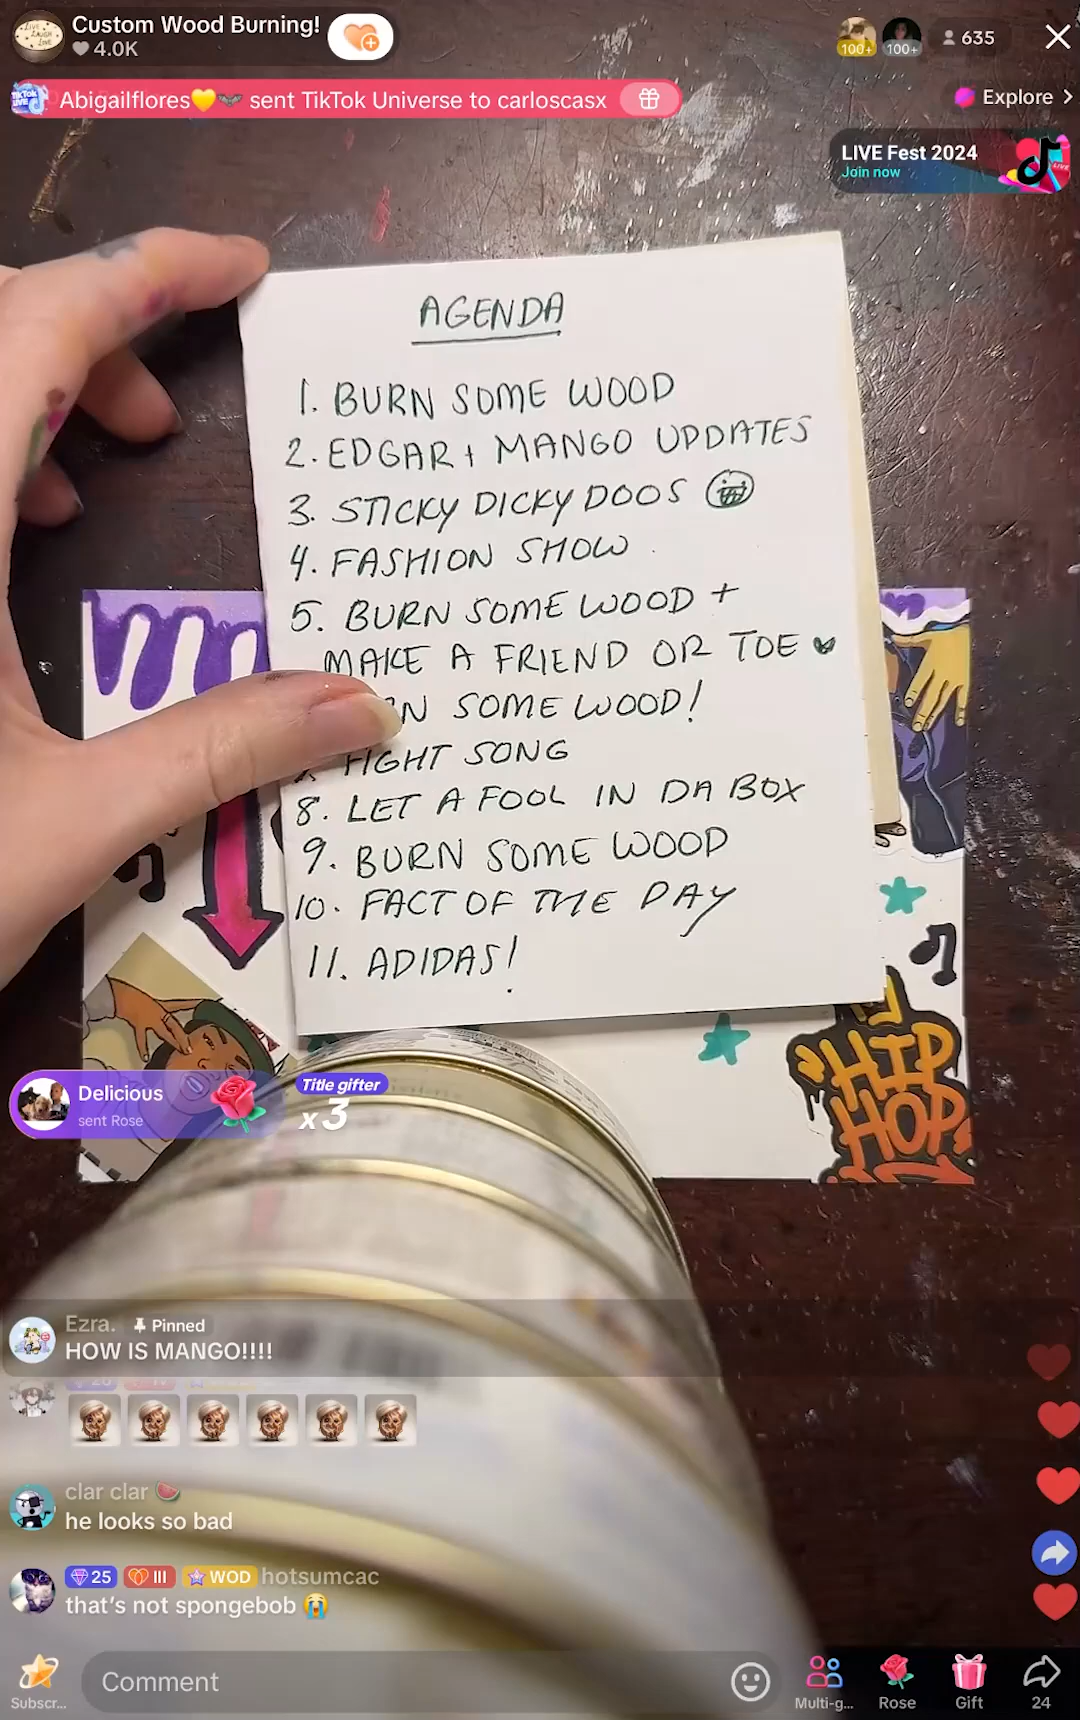 Custom Wood Burning!
4.0K
100+
100+
635
Abigailflores💛🦇 sent TikTok Universe to carloscasx
Explore >
LIVE Fest 2024
Join now
AGENDA
1. BURN SOME WOOD
2. EDGAR + MANGO UPDATES
3. STICKY DICKY DOOS
4. FASHION SHOW
5. BURN SOME WOOD +
MAKE A FRIEND OR TOE
SOME WOOD!
FIGHT SONG
8. LET A FOOL IN DA BOX
9. BURN SOME WOOD
10. FACT OF THE DAY
11. ADIDAS!
HIP
HOP
Delicious
sent Rose
Title gifter
x3
Ezra. Pinned
HOW IS MANGO!!!!
clar clar 🍉
he looks so bad
25 III WOD hotsumcac
that's not spongebob 😭
Subscr...
Comment
Multi-g...
Rose
Gift
24